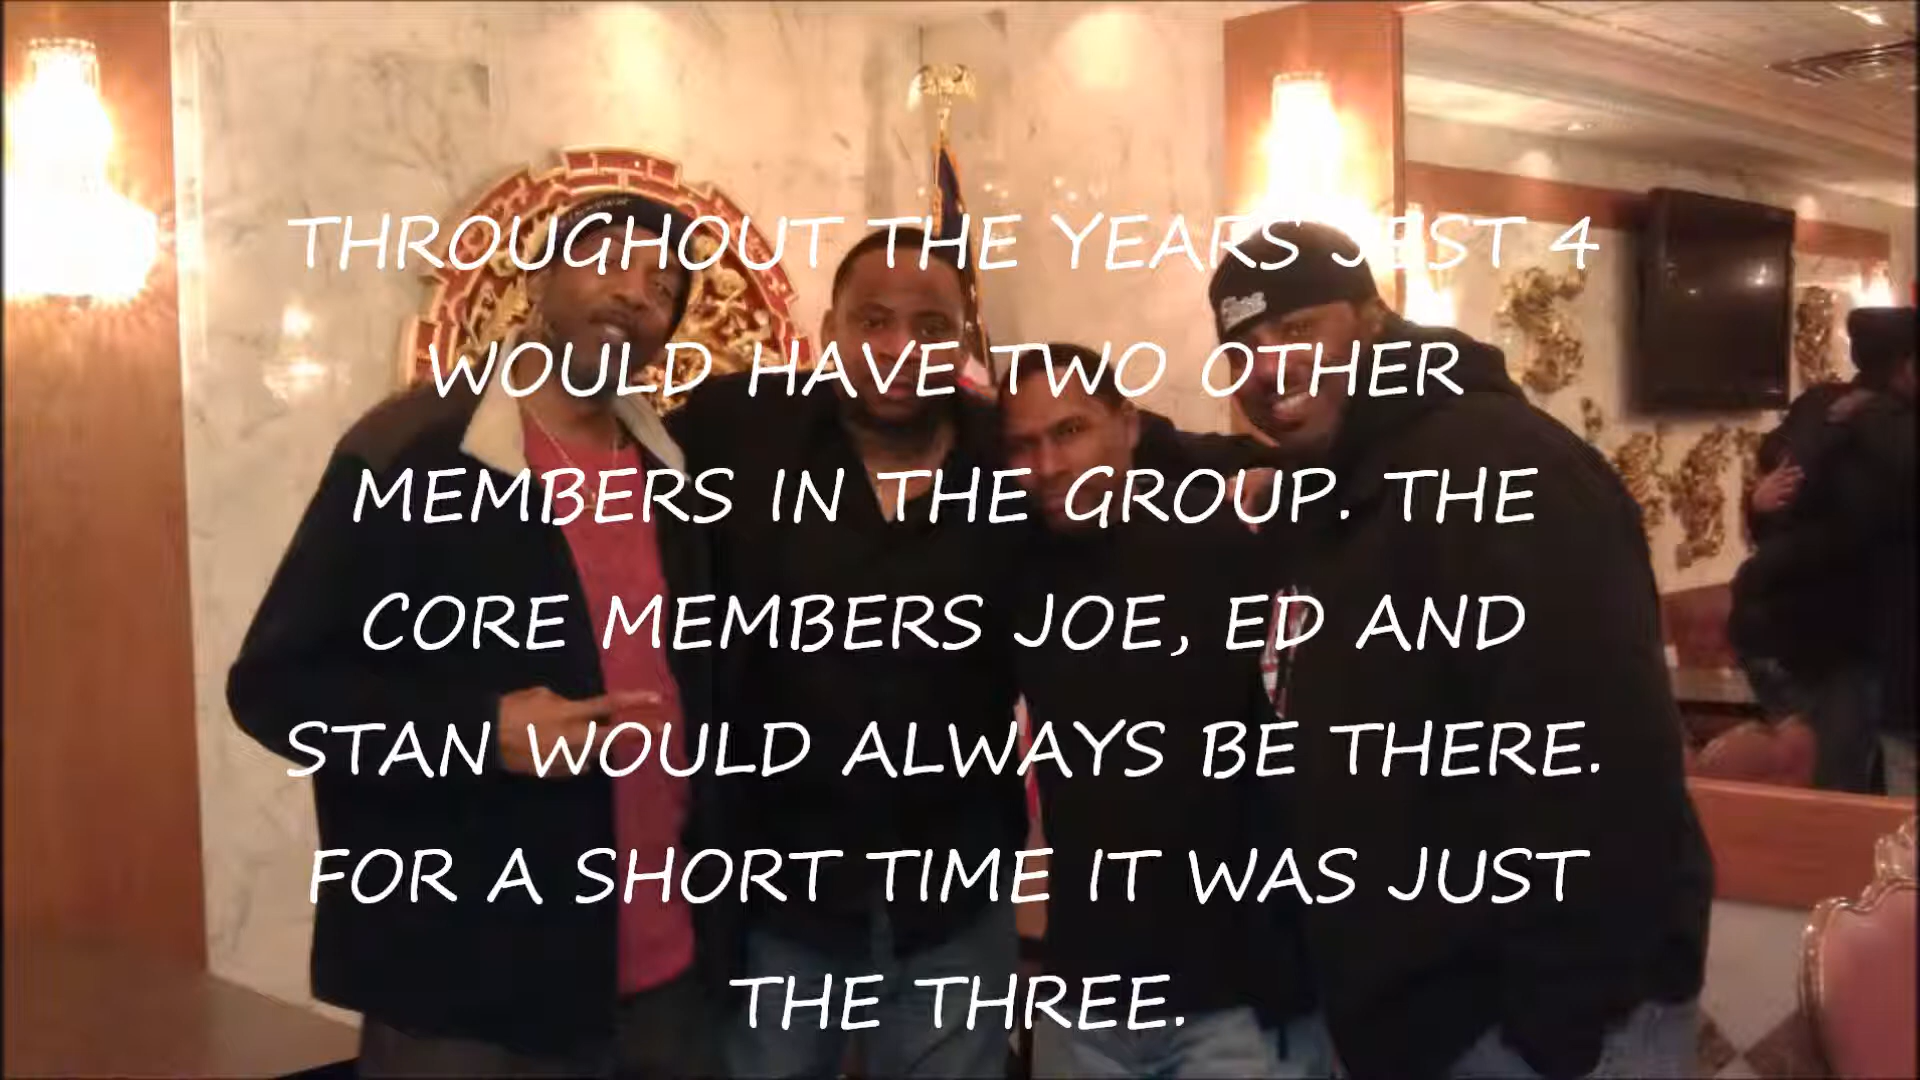 THROUGHOUT THE YEARS JEST 4
WOULD HAVE TWO OTHER
MEMBERS IN THE GROUP. THE
CORE MEMBERS JOE, ED AND
STAN WOULD ALWAYS BE THERE.
FOR A SHORT TIME IT WAS JUST
THE THREE.